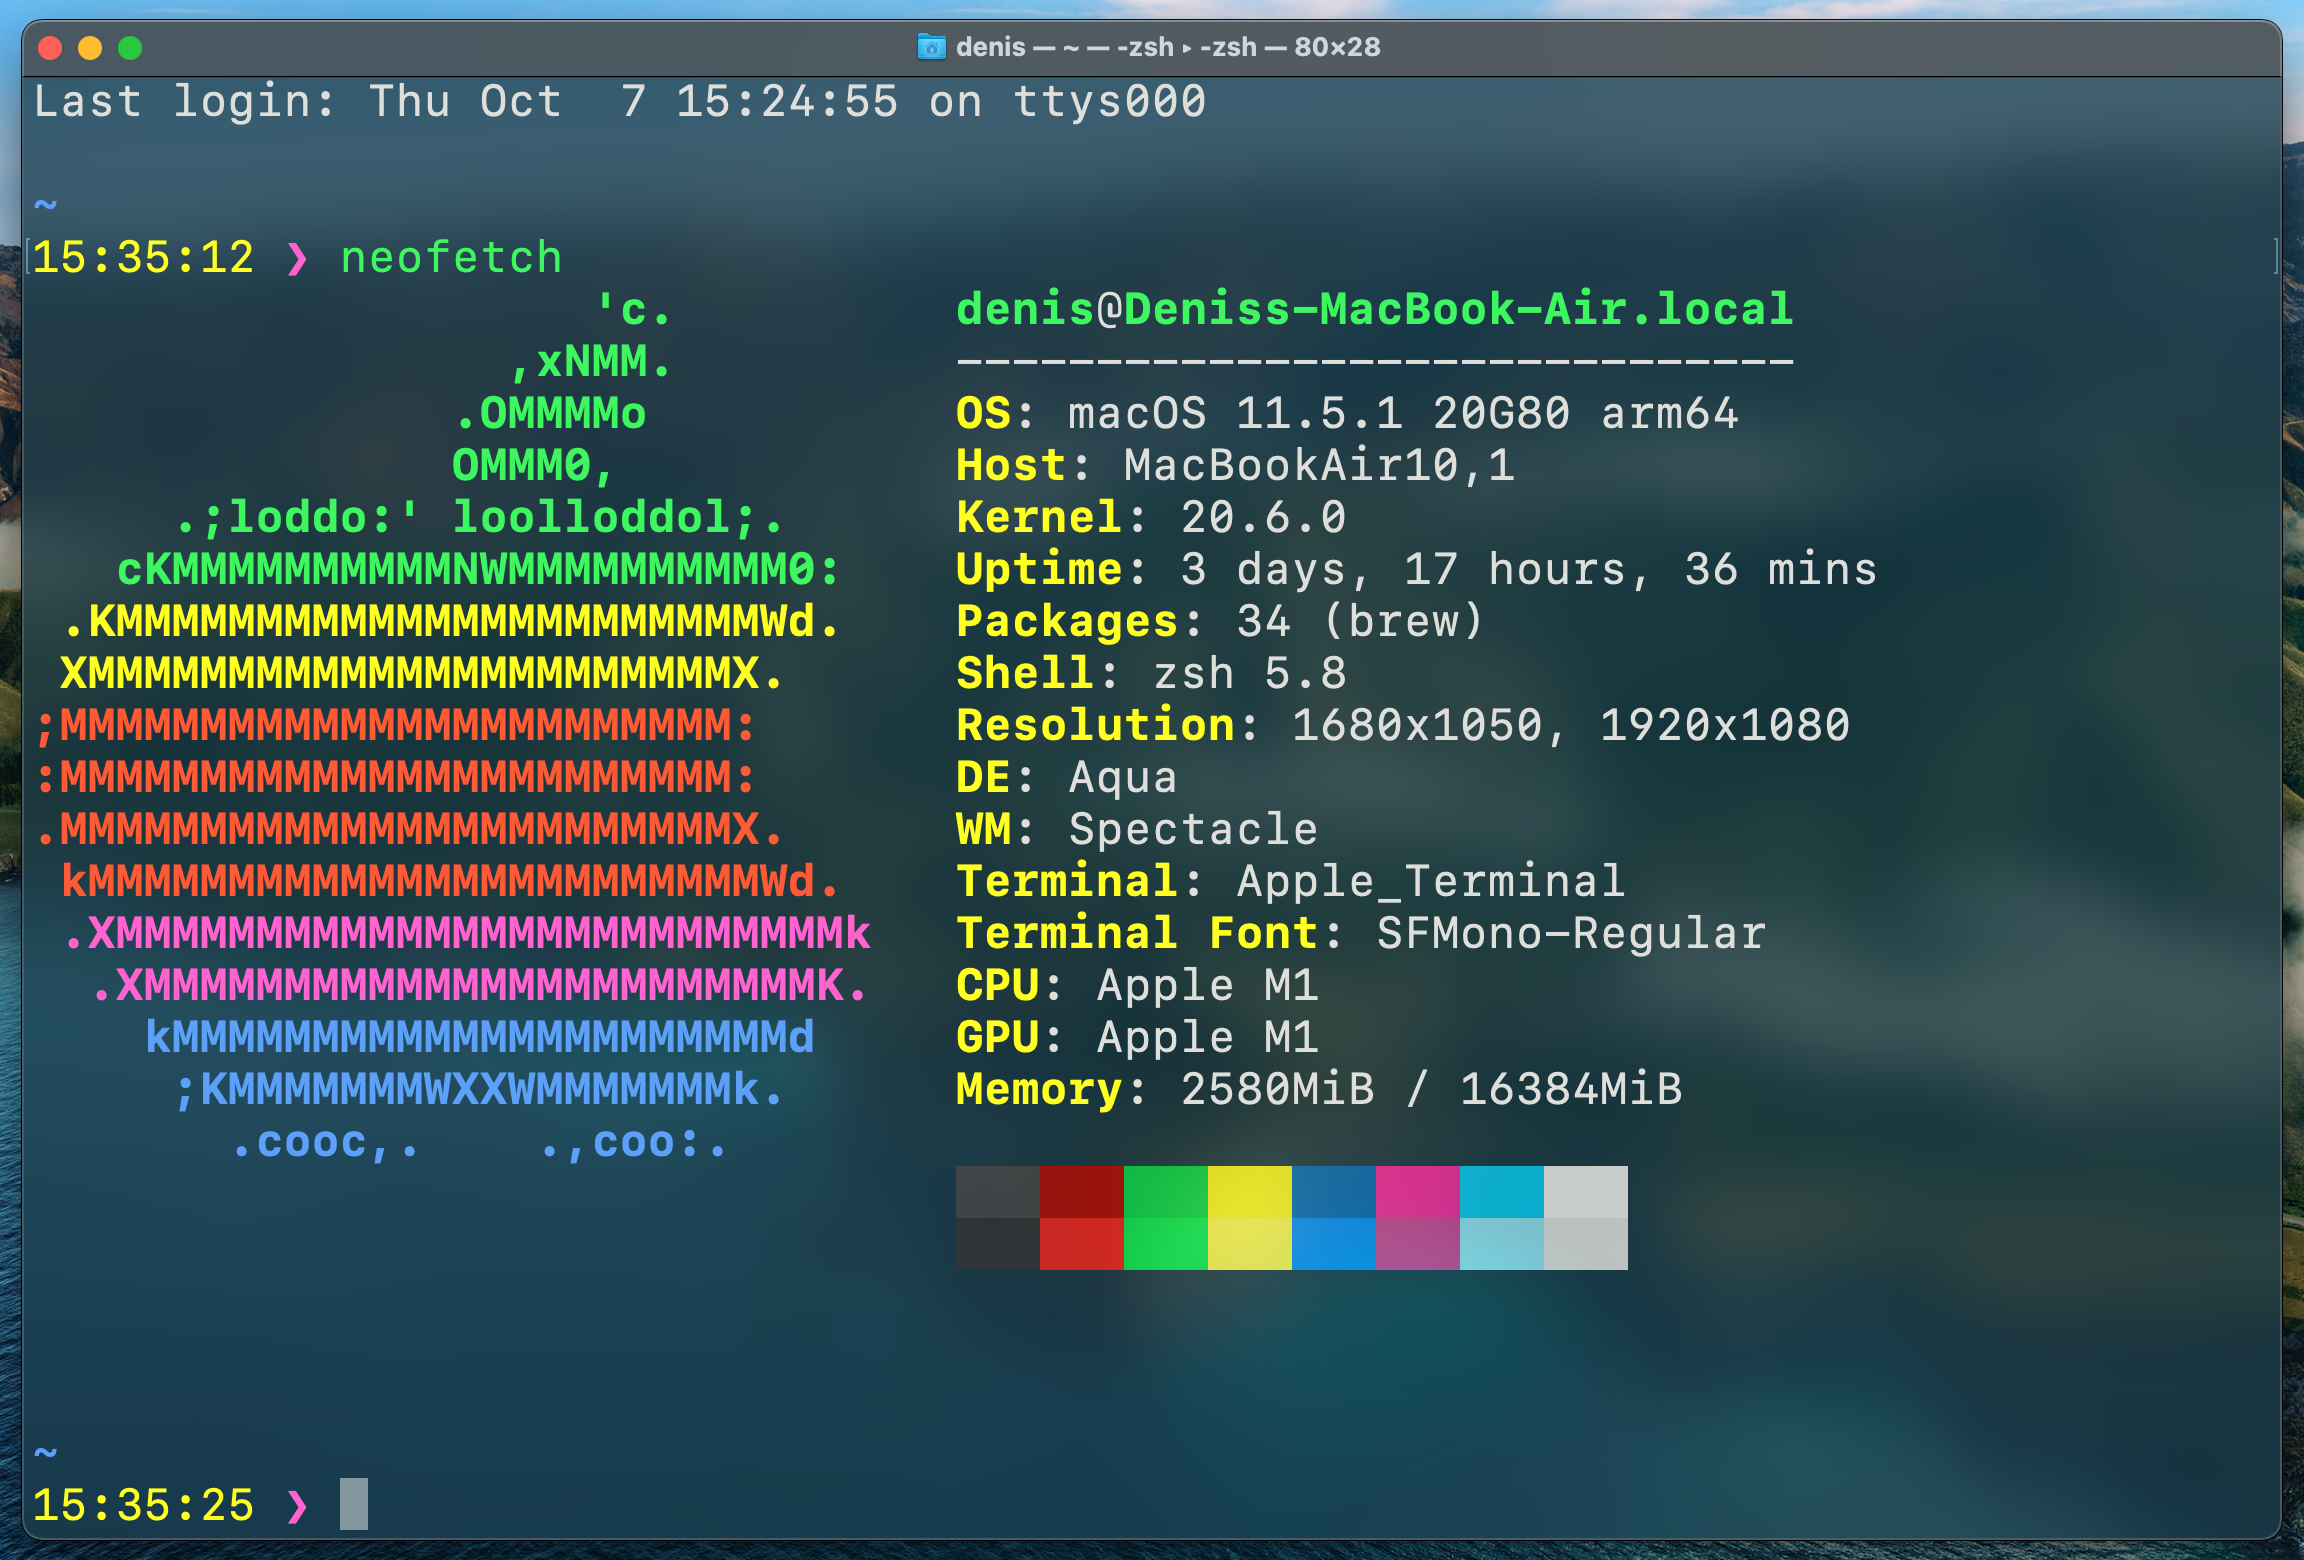 denis — ~ — -zsh ▸ -zsh — 80×28
Last login: Thu Oct  7 15:24:55 on ttys000
~
15:35:12 ❯ neofetch
                    'c.          denis@Deniss-MacBook-Air.local
                 ,xNMM.          ------------------------------
               .OMMMMo           OS: macOS 11.5.1 20G80 arm64
               OMMM0,            Host: MacBookAir10,1
     .;loddo:' loolloddol;.      Kernel: 20.6.0
   cKMMMMMMMMMMNWMMMMMMMMMM0:    Uptime: 3 days, 17 hours, 36 mins
 .KMMMMMMMMMMMMMMMMMMMMMMMWd.    Packages: 34 (brew)
 XMMMMMMMMMMMMMMMMMMMMMMMX.      Shell: zsh 5.8
;MMMMMMMMMMMMMMMMMMMMMMMM:       Resolution: 1680x1050, 1920x1080
:MMMMMMMMMMMMMMMMMMMMMMMM:       DE: Aqua
.MMMMMMMMMMMMMMMMMMMMMMMMX.      WM: Spectacle
 kMMMMMMMMMMMMMMMMMMMMMMMMWd.    Terminal: Apple_Terminal
 .XMMMMMMMMMMMMMMMMMMMMMMMMMMk   Terminal Font: SFMono-Regular
  .XMMMMMMMMMMMMMMMMMMMMMMMMK.   CPU: Apple M1
    kMMMMMMMMMMMMMMMMMMMMMMd     GPU: Apple M1
     ;KMMMMMMMWXXWMMMMMMMk.      Memory: 2580MiB / 16384MiB
       .cooc,.    .,coo:.
~
15:35:25 ❯